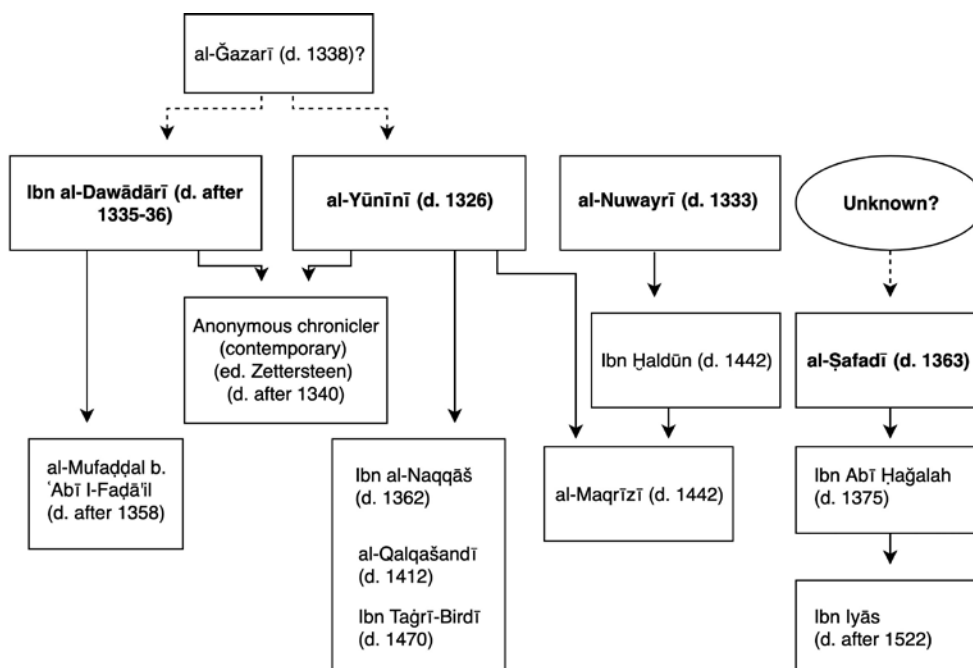 al-Ǧazarī (d. 1338)?
Ibn al-Dawādārī (d. after
1335-36)
al-Yūnīnī (d. 1326)
al-Nuwayrī (d. 1333)
Unknown?
Anonymous chronicler
(contemporary)
(ed. Zettersteen)
(d. after 1340)
Ibn Ḫaldūn (d. 1442)
al-Ṣafadī (d. 1363)
al-Mufaḍḍal b.
ʿAbī l-Faḍāʾil
(d. after 1358)
Ibn al-Naqqāš
(d. 1362)
al-Qalqašandī
(d. 1412)
Ibn Taġrī-Birdī
(d. 1470)
al-Maqrīzī (d. 1442)
Ibn Abī Ḥaǧalah
(d. 1375)
Ibn Iyās
(d. after 1522)